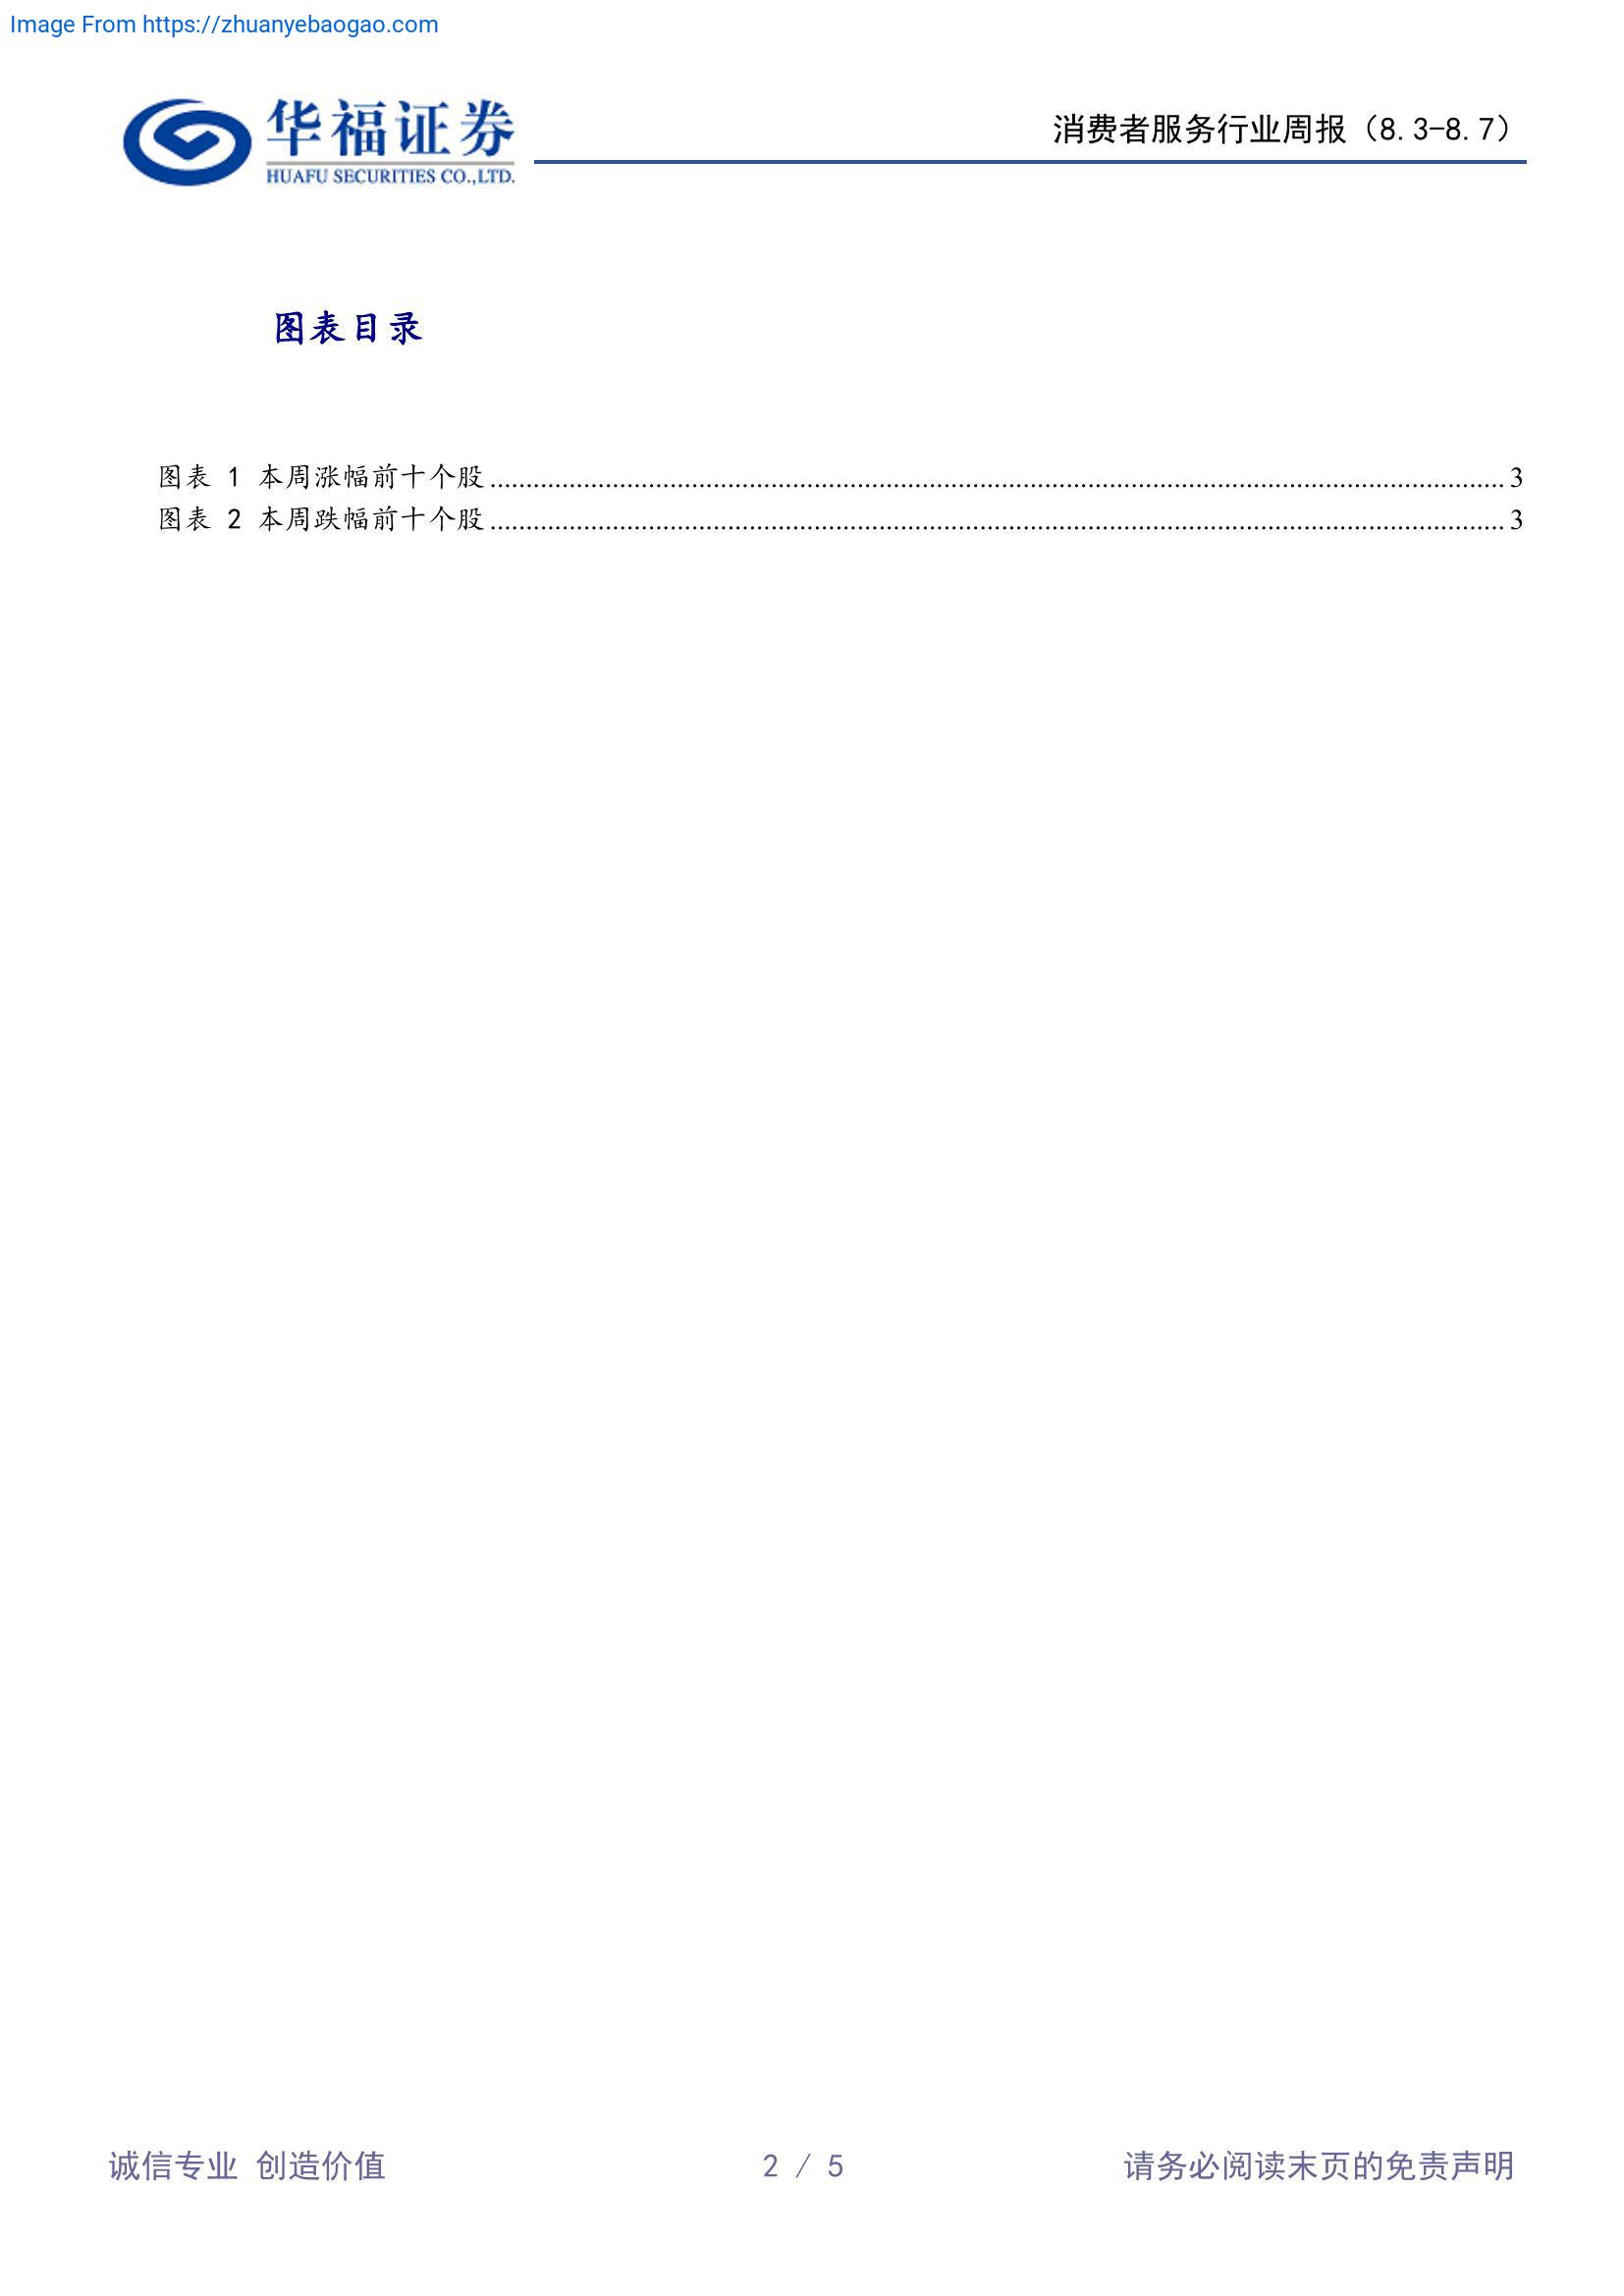 Image From https://zhuanyebaogao.com
华福证券
HUAFU SECURITIES CO.,LTD.
消费者服务行业周报（8.3-8.7）
图表目录
图表 1 本周涨幅前十个股........................................................................ 3
图表 2 本周跌幅前十个股........................................................................ 3
诚信专业 创造价值
2 / 5
请务必阅读末页的免责声明